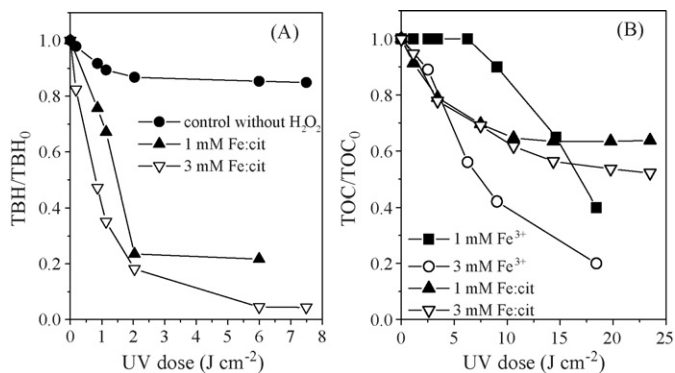 (A)
TBH/TBH₀
1.0
0.8
0.6
0.4
0.2
0.0
control without H₂O₂
1 mM Fe:cit
3 mM Fe:cit
0 1 2 3 4 5 6 7 8
UV dose (J cm⁻²)
(B)
TOC/TOC₀
1.0
0.8
0.6
0.4
0.2
0.0
1 mM Fe³⁺
3 mM Fe³⁺
1 mM Fe:cit
3 mM Fe:cit
0 5 10 15 20 25
UV dose (J cm⁻²)